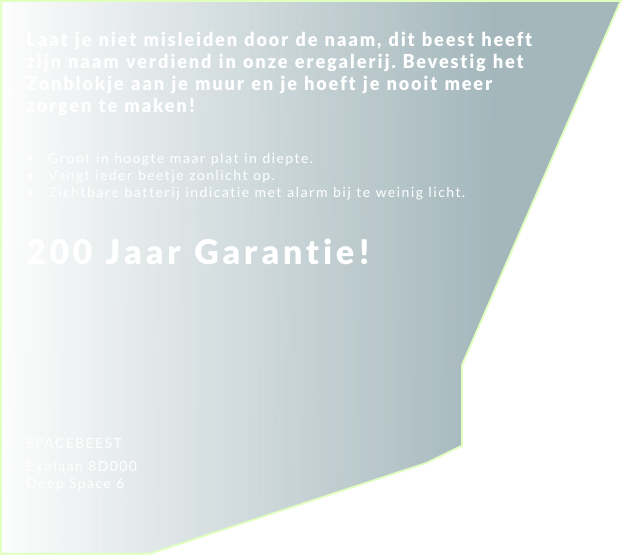 Laat je niet misleiden door de naam, dit beest heeft
zijn naam verdiend in onze eregalerij. Bevestig het
Zonblokje aan je muur en je hoeft je nooit meer
zorgen te maken!
• Groot in hoogte maar plat in diepte.
• Vangt ieder beetje zonlicht op.
• Zichtbare batterij indicatie met alarm bij te weinig licht.
200 Jaar Garantie!
SPACEBEEST
Exolaan 8D000
Deep Space 6